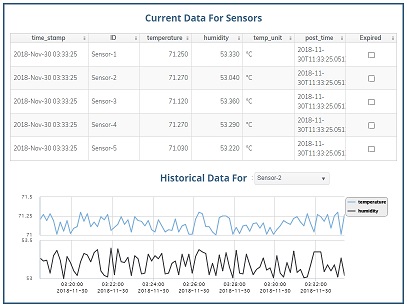 Current Data For Sensors
time_stamp ID temperature humidity temp_unit post_time Expired
2018-Nov-30 03:33:25 Sensor-1 71.250 53.330 °C 2018-11-30T11:33:25.051
2018-Nov-30 03:33:25 Sensor-2 71.270 53.040 °C 2018-11-30T11:33:25.051
2018-Nov-30 03:33:25 Sensor-3 71.120 53.360 °C 2018-11-30T11:33:25.051
2018-Nov-30 03:33:25 Sensor-4 71.270 53.290 °C 2018-11-30T11:33:25.051
2018-Nov-30 03:33:25 Sensor-5 71.030 53.220 °C 2018-11-30T11:33:25.051
Historical Data For Sensor-2
71.5
temperature
humidity
71.25
71
53.5
53
03:20:00 03:22:00 03:24:00 03:26:00 03:28:00 03:30:00 03:32:00
2018-11-30 2018-11-30 2018-11-30 2018-11-30 2018-11-30 2018-11-30 2018-11-30